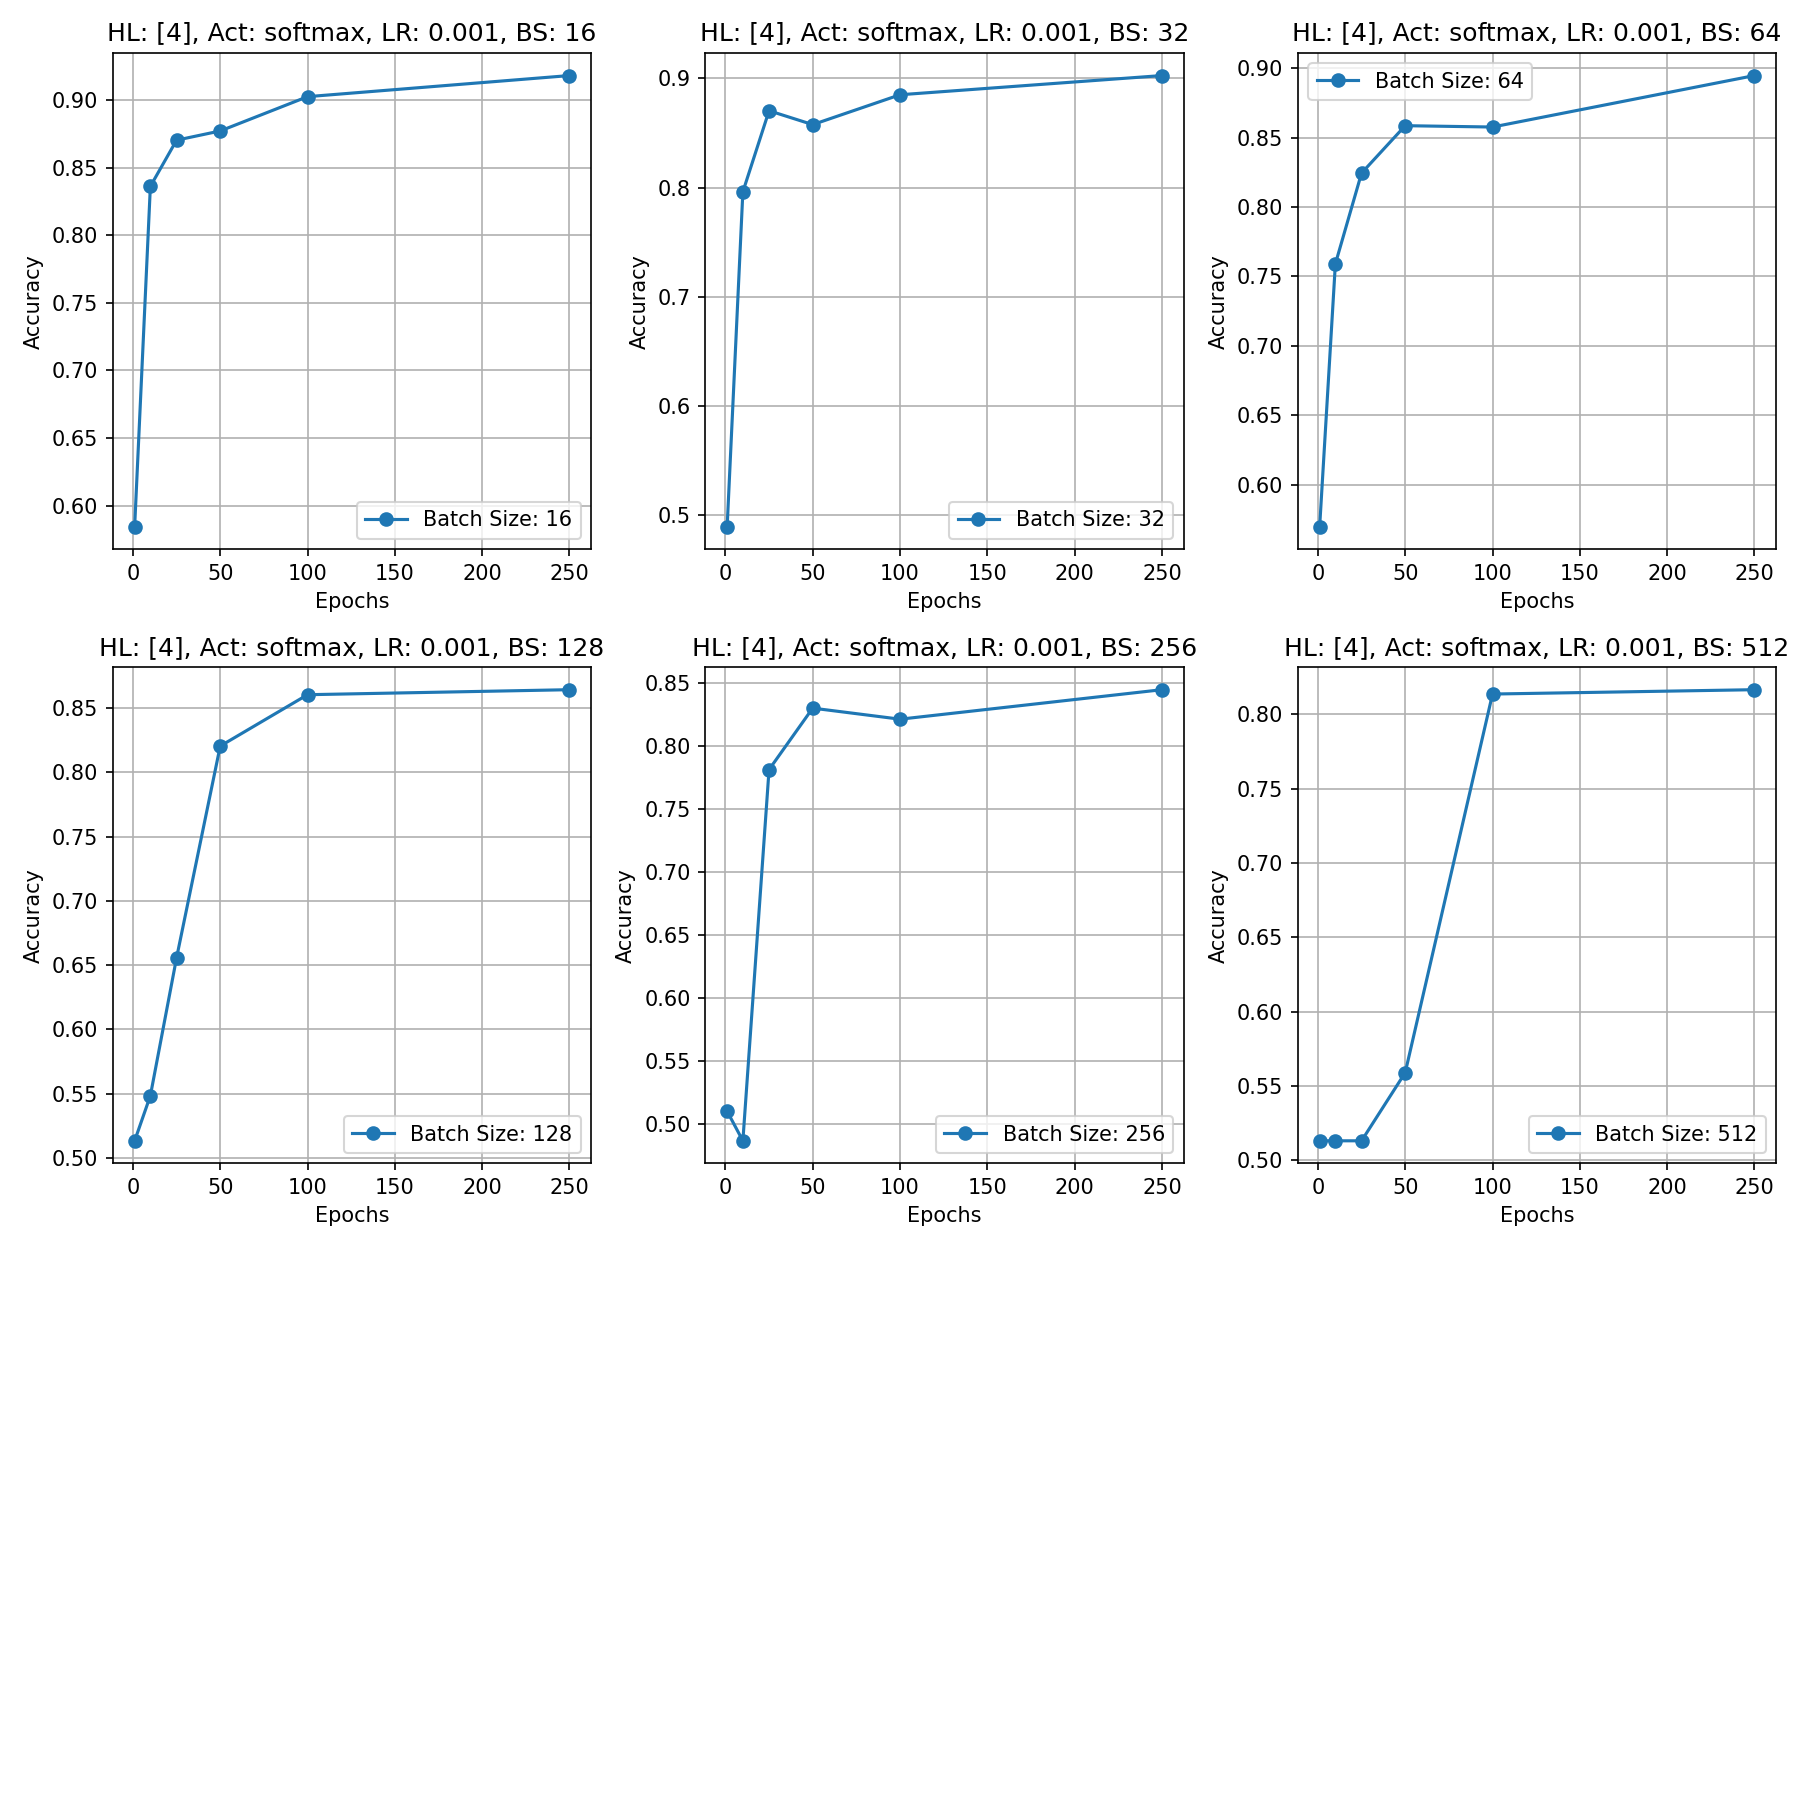 HL: [4], Act: softmax, LR: 0.001, BS: 16
Accuracy
0.90
0.85
0.80
0.75
0.70
0.65
0.60
Batch Size: 16
0 50 100 150 200 250
Epochs
HL: [4], Act: softmax, LR: 0.001, BS: 32
Accuracy
0.9
0.8
0.7
0.6
0.5
Batch Size: 32
0 50 100 150 200 250
Epochs
HL: [4], Act: softmax, LR: 0.001, BS: 64
Accuracy
0.90
0.85
0.80
0.75
0.70
0.65
0.60
Batch Size: 64
0 50 100 150 200 250
Epochs
HL: [4], Act: softmax, LR: 0.001, BS: 128
Accuracy
0.85
0.80
0.75
0.70
0.65
0.60
0.55
0.50
Batch Size: 128
0 50 100 150 200 250
Epochs
HL: [4], Act: softmax, LR: 0.001, BS: 256
Accuracy
0.85
0.80
0.75
0.70
0.65
0.60
0.55
0.50
Batch Size: 256
0 50 100 150 200 250
Epochs
HL: [4], Act: softmax, LR: 0.001, BS: 512
Accuracy
0.80
0.75
0.70
0.65
0.60
0.55
0.50
Batch Size: 512
0 50 100 150 200 250
Epochs